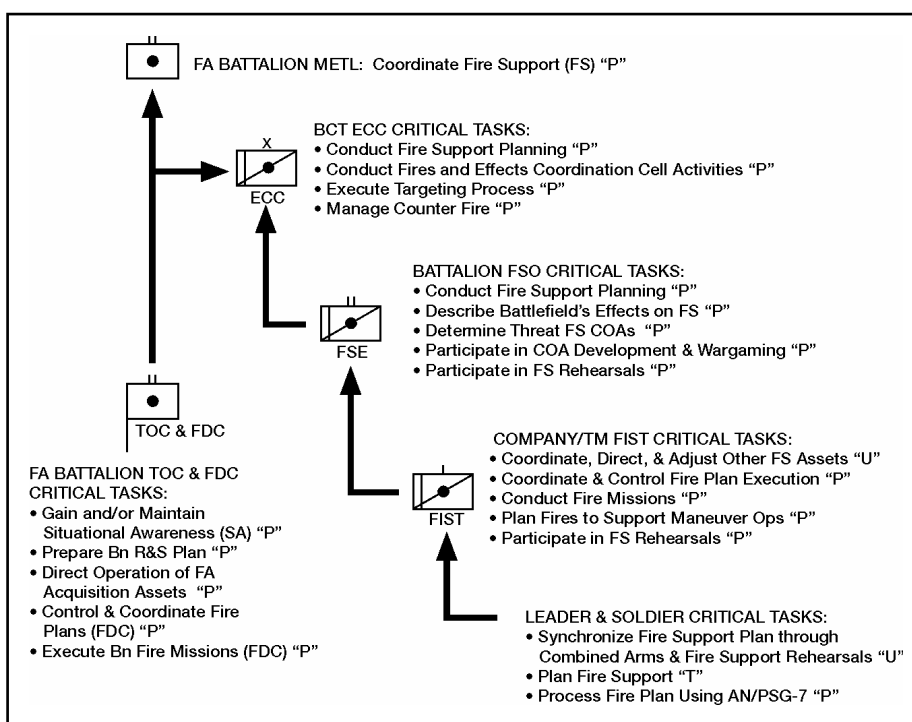 FA BATTALION METL: Coordinate Fire Support (FS) “P”
BCT ECC CRITICAL TASKS:
• Conduct Fire Support Planning “P”
• Conduct Fires and Effects Coordination Cell Activities “P”
• Execute Targeting Process “P”
• Manage Counter Fire “P”
X
ECC
BATTALION FSO CRITICAL TASKS:
• Conduct Fire Support Planning “P”
• Describe Battlefield’s Effects on FS “P”
• Determine Threat FS COAs “P”
• Participate in COA Development & Wargaming “P”
• Participate in FS Rehearsals “P”
FSE
TOC & FDC
FA BATTALION TOC & FDC
CRITICAL TASKS:
• Gain and/or Maintain
Situational Awareness (SA) “P”
• Prepare Bn R&S Plan “P”
• Direct Operation of FA
Acquisition Assets “P”
• Control & Coordinate Fire
Plans (FDC) “P”
• Execute Bn Fire Missions (FDC) “P”
COMPANY/TM FIST CRITICAL TASKS:
• Coordinate, Direct, & Adjust Other FS Assets “U”
• Coordinate & Control Fire Plan Execution “P”
• Conduct Fire Missions “P”
• Plan Fires to Support Maneuver Ops “P”
• Participate in FS Rehearsals “P”
FIST
LEADER & SOLDIER CRITICAL TASKS:
• Synchronize Fire Support Plan through
Combined Arms & Fire Support Rehearsals “U”
• Plan Fire Support “T”
• Process Fire Plan Using AN/PSG-7 “P”